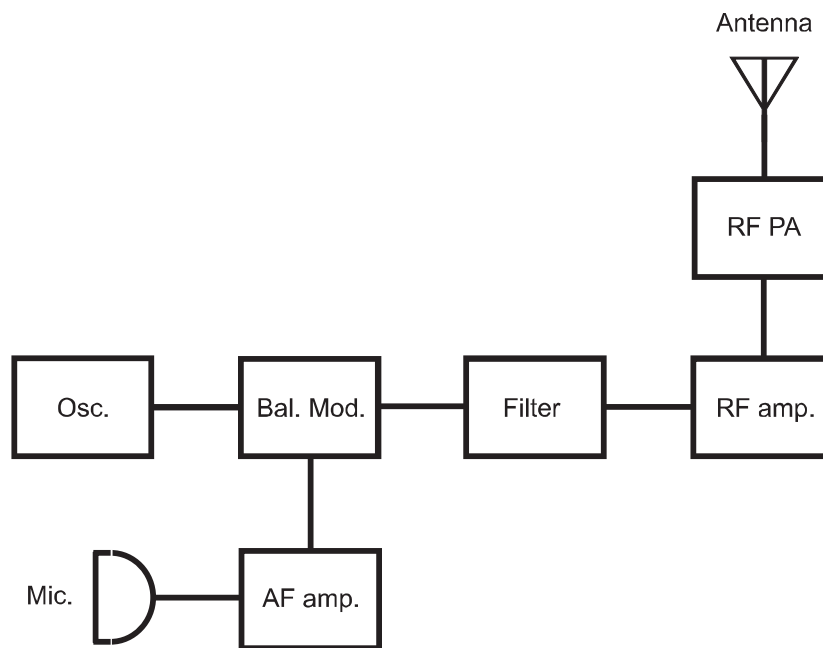 Antenna
RF PA
Osc.
Bal. Mod.
Filter
RF amp.
Mic.
AF amp.